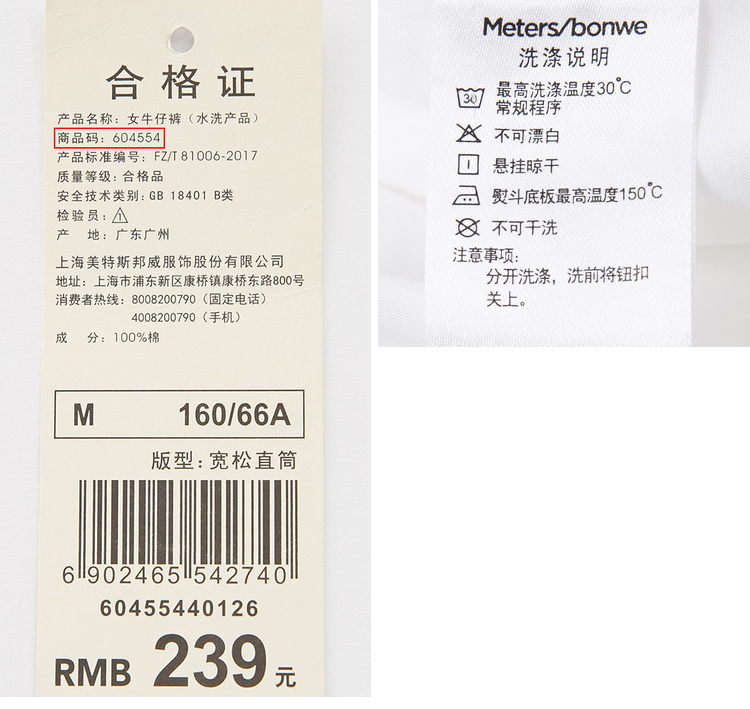 合格证
产品名称: 女牛仔裤（水洗产品）
商品码: 604554
产品标准编号: FZ/T 81006-2017
质量等级: 合格品
安全技术类别: GB 18401 B类
检验员: 1
产 地: 广东广州
上海美特斯邦威服饰股份有限公司
地址: 上海市浦东新区康桥镇康桥东路800号
消费者热线: 8008200790（固定电话）
4008200790（手机）
成 分: 100%棉
M 160/66A
版型: 宽松直筒
6 902465 542740
60455440126
RMB 239元
Meters/bonwe
洗涤说明
30 最高洗涤温度30℃
常规程序
不可漂白
悬挂晾干
熨斗底板最高温度150℃
不可干洗
注意事项:
分开洗涤，洗前将钮扣
关上。